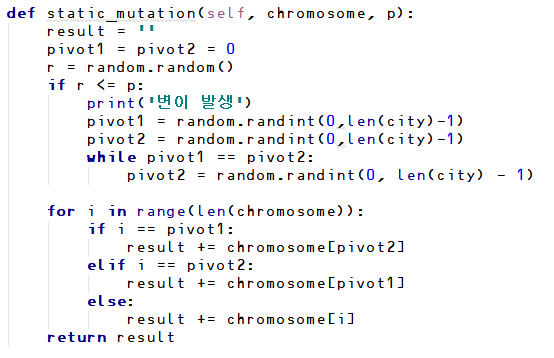 def static_mutation(self, chromosome, p):
    result = ''
    pivot1 = pivot2 = 0
    r = random.random()
    if r <= p:
        print('변이 발생')
        pivot1 = random.randint(0,len(city)-1)
        pivot2 = random.randint(0,len(city)-1)
        while pivot1 == pivot2:
            pivot2 = random.randint(0, len(city) - 1)

    for i in range(len(chromosome)):
        if i == pivot1:
            result += chromosome[pivot2]
        elif i == pivot2:
            result += chromosome[pivot1]
        else:
            result += chromosome[i]
    return result